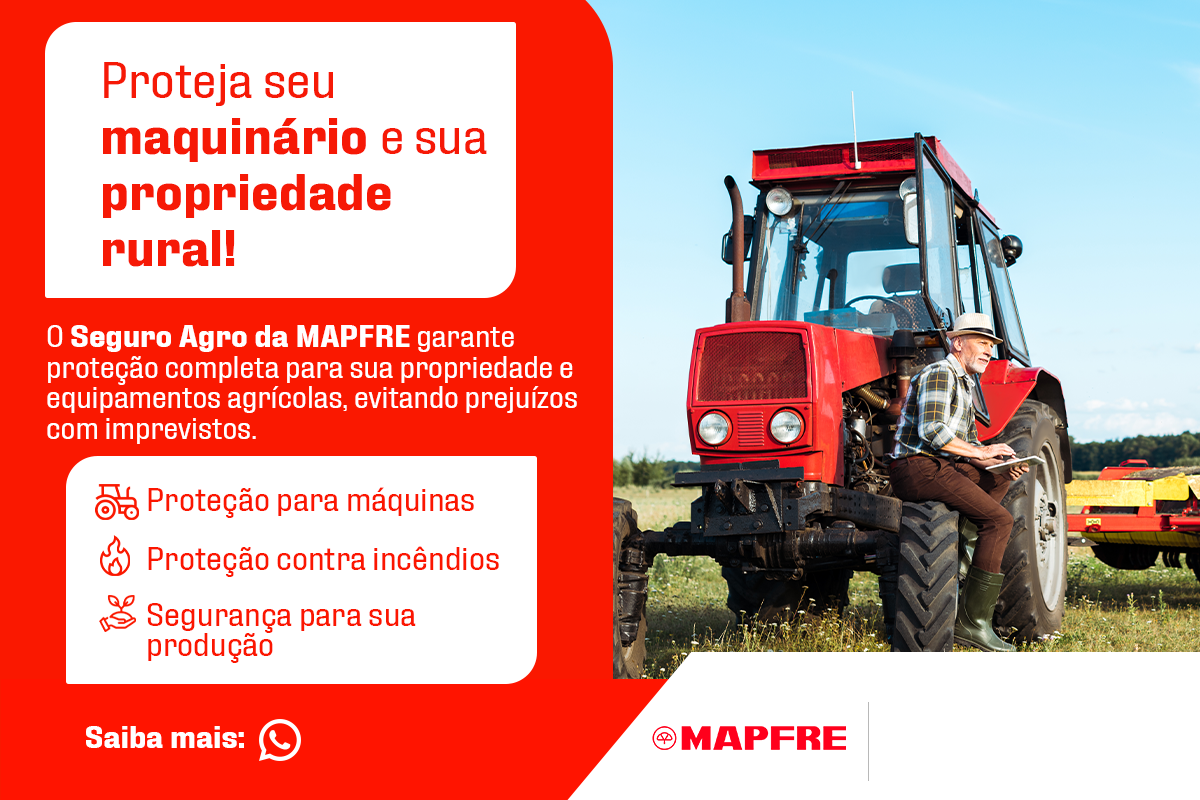 Proteja seu
maquinário e sua
propriedade
rural!
O Seguro Agro da MAPFRE garante
proteção completa para sua propriedade e
equipamentos agrícolas, evitando prejuízos
com imprevistos.
Proteção para máquinas
Proteção contra incêndios
Segurança para sua
produção
Saiba mais:
MAPFRE